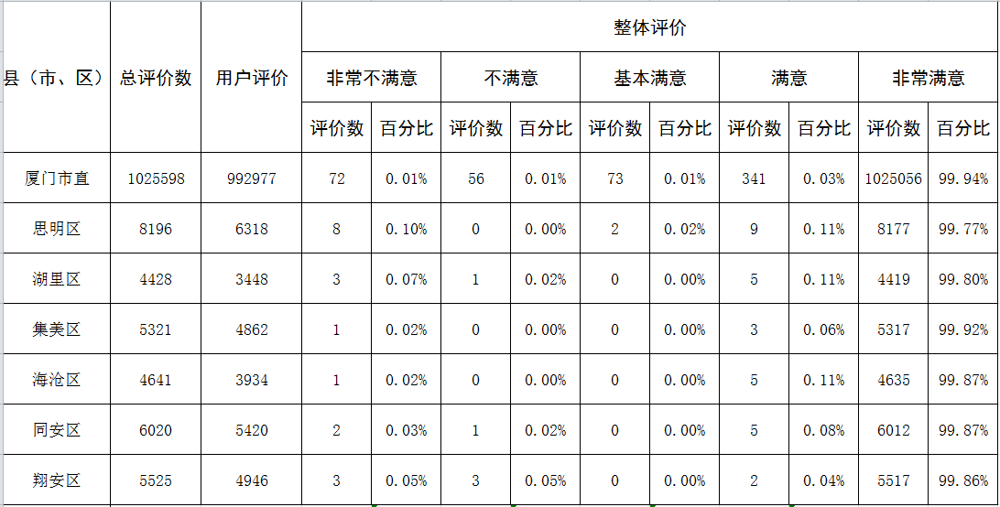 整体评价
县（市、区） 总评价数 用户评价 非常不满意 不满意 基本满意 满意 非常满意
评价数 百分比 评价数 百分比 评价数 百分比 评价数 百分比 评价数 百分比
厦门市直 1025598 992977 72 0.01% 56 0.01% 73 0.01% 341 0.03% 1025056 99.94%
思明区 8196 6318 8 0.10% 0 0.00% 2 0.02% 9 0.11% 8177 99.77%
湖里区 4428 3448 3 0.07% 1 0.02% 0 0.00% 5 0.11% 4419 99.80%
集美区 5321 4862 1 0.02% 0 0.00% 0 0.00% 3 0.06% 5317 99.92%
海沧区 4641 3934 1 0.02% 0 0.00% 0 0.00% 5 0.11% 4635 99.87%
同安区 6020 5420 2 0.03% 1 0.02% 0 0.00% 5 0.08% 6012 99.87%
翔安区 5525 4946 3 0.05% 3 0.05% 0 0.00% 2 0.04% 5517 99.86%